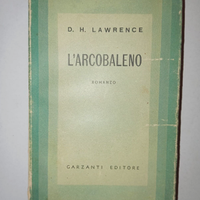 D. H. LAWRENCE
L'ARCOBALENO
ROMANZO
GARZANTI EDITORE